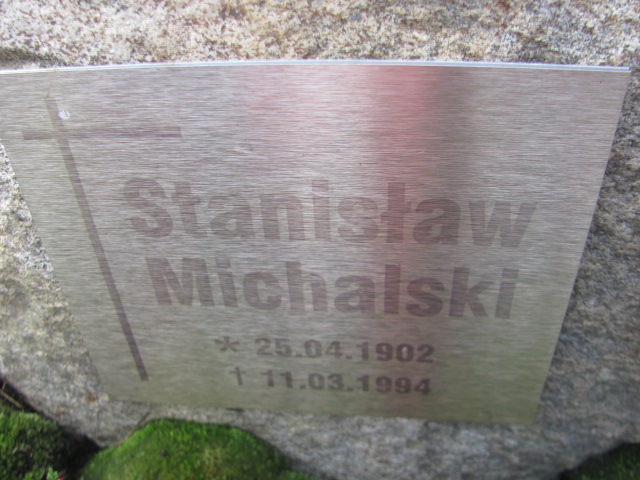 Stanisław
Michalski
* 25.04.1902
† 11.03.1994